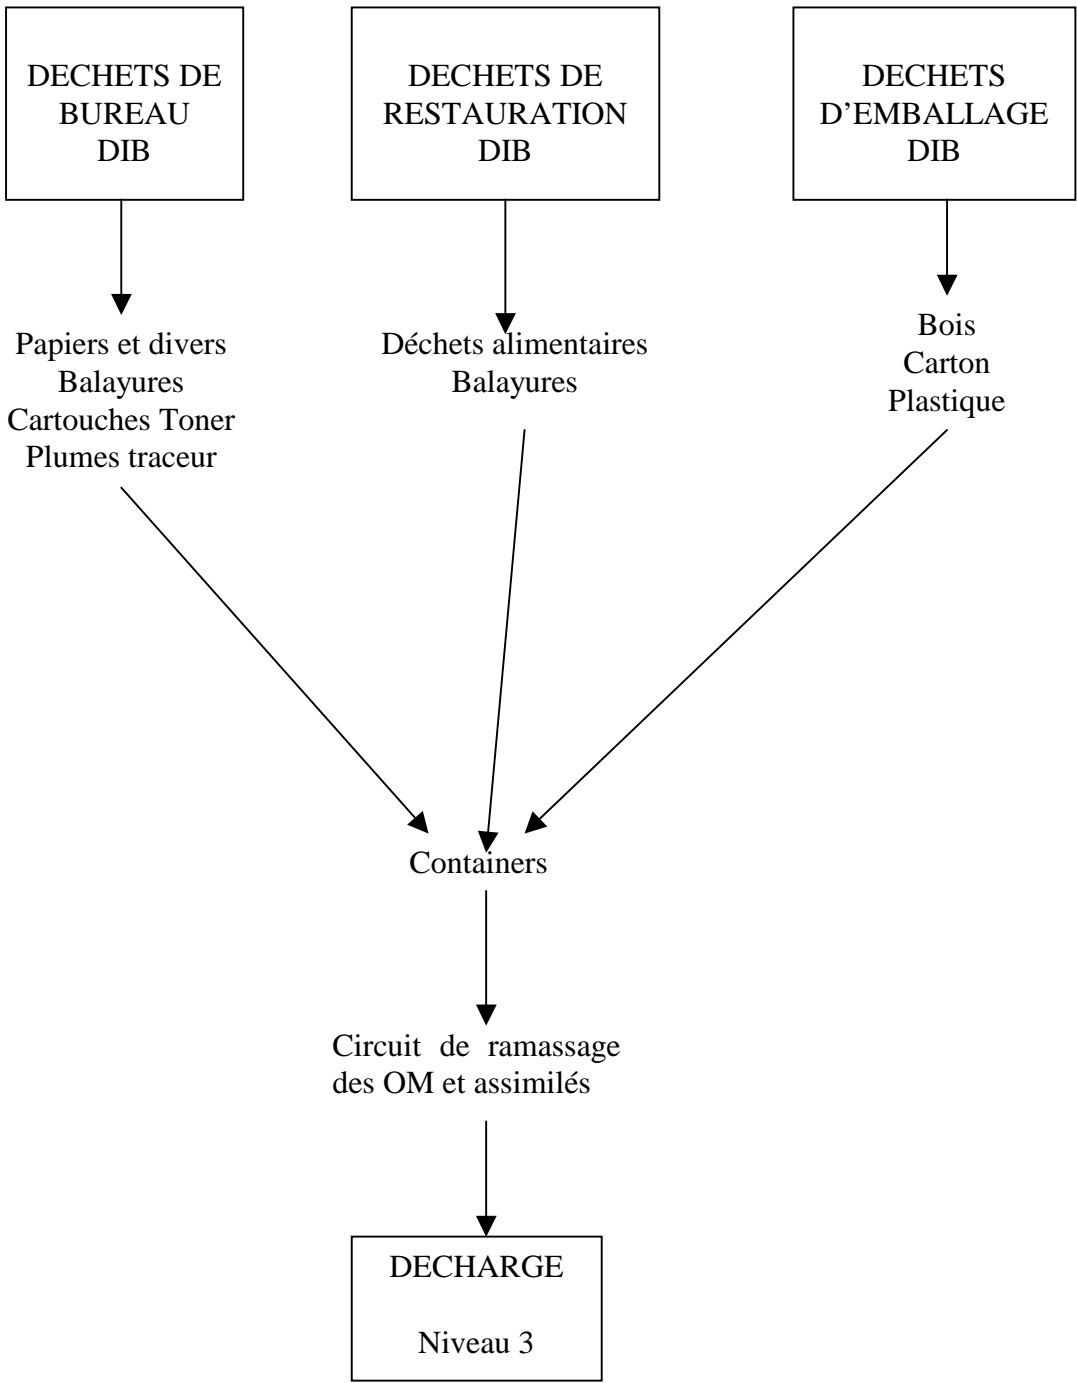 DECHETS DE
BUREAU
DIB
DECHETS DE
RESTAURATION
DIB
DECHETS
D’EMBALLAGE
DIB
Papiers et divers
Balayures
Cartouches Toner
Plumes traceur
Déchets alimentaires
Balayures
Bois
Carton
Plastique
Containers
Circuit de ramassage
des OM et assimilés
DECHARGE
Niveau 3